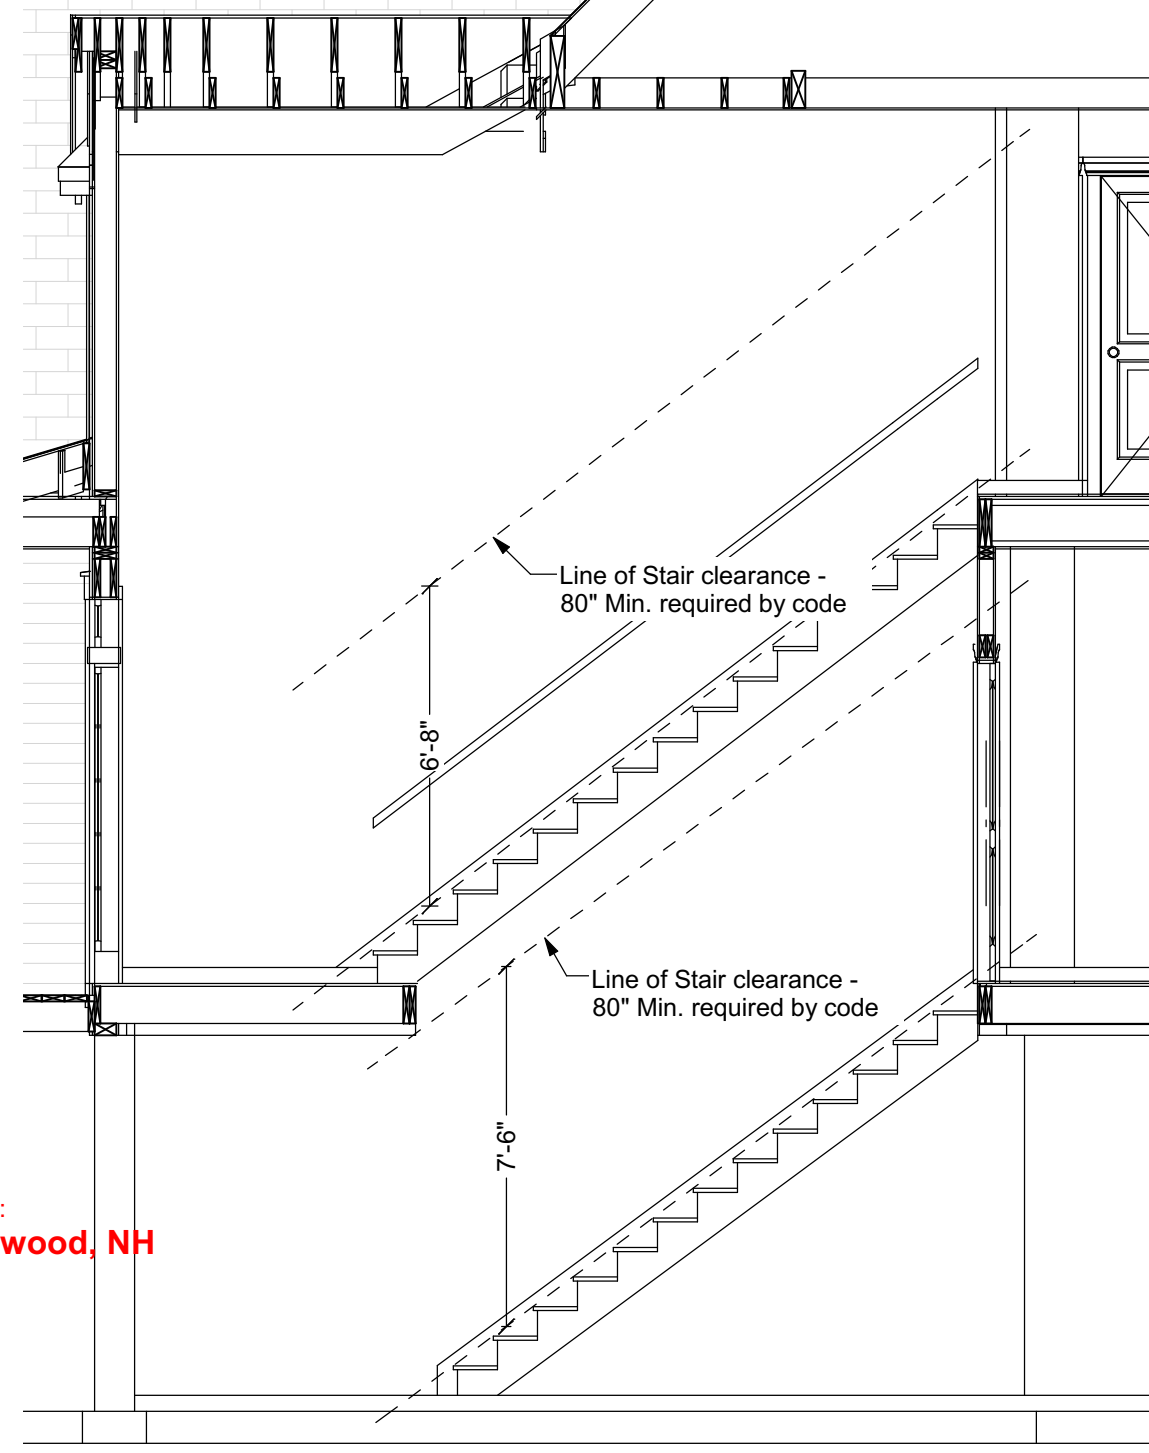 Line of Stair clearance -
80" Min. required by code
6'-8"
Line of Stair clearance -
80" Min. required by code
7'-6"
:
wood, NH